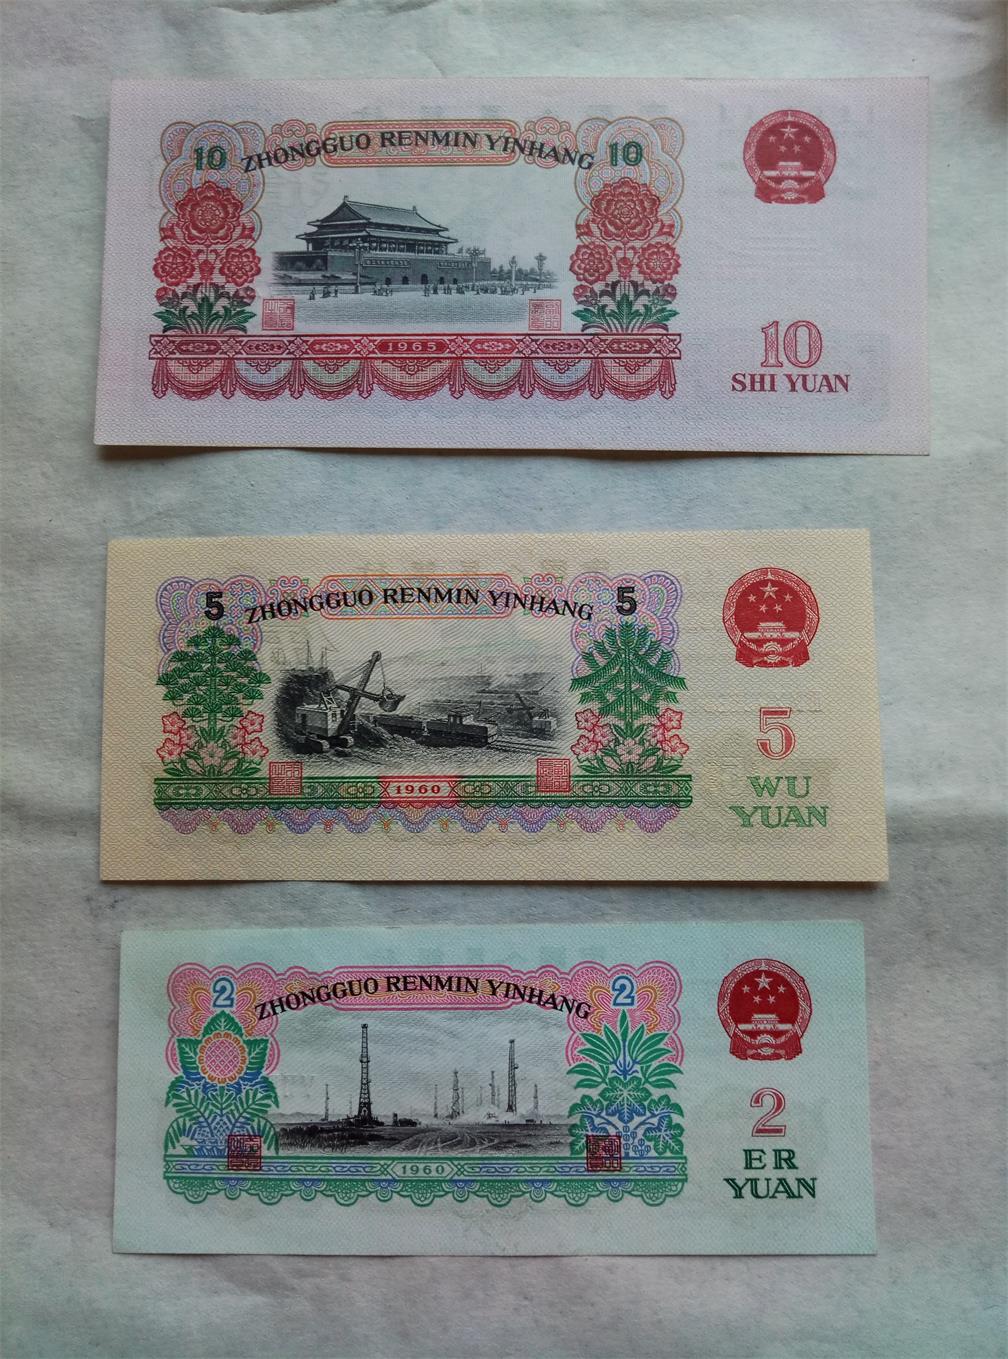 10 ZHONGGUO RENMIN YINHANG 10
1965
10
SHI YUAN
5 ZHONGGUO RENMIN YINHANG 5
1960
5
WU
YUAN
2 ZHONGGUO RENMIN YINHANG 2
1960
2
ER
YUAN